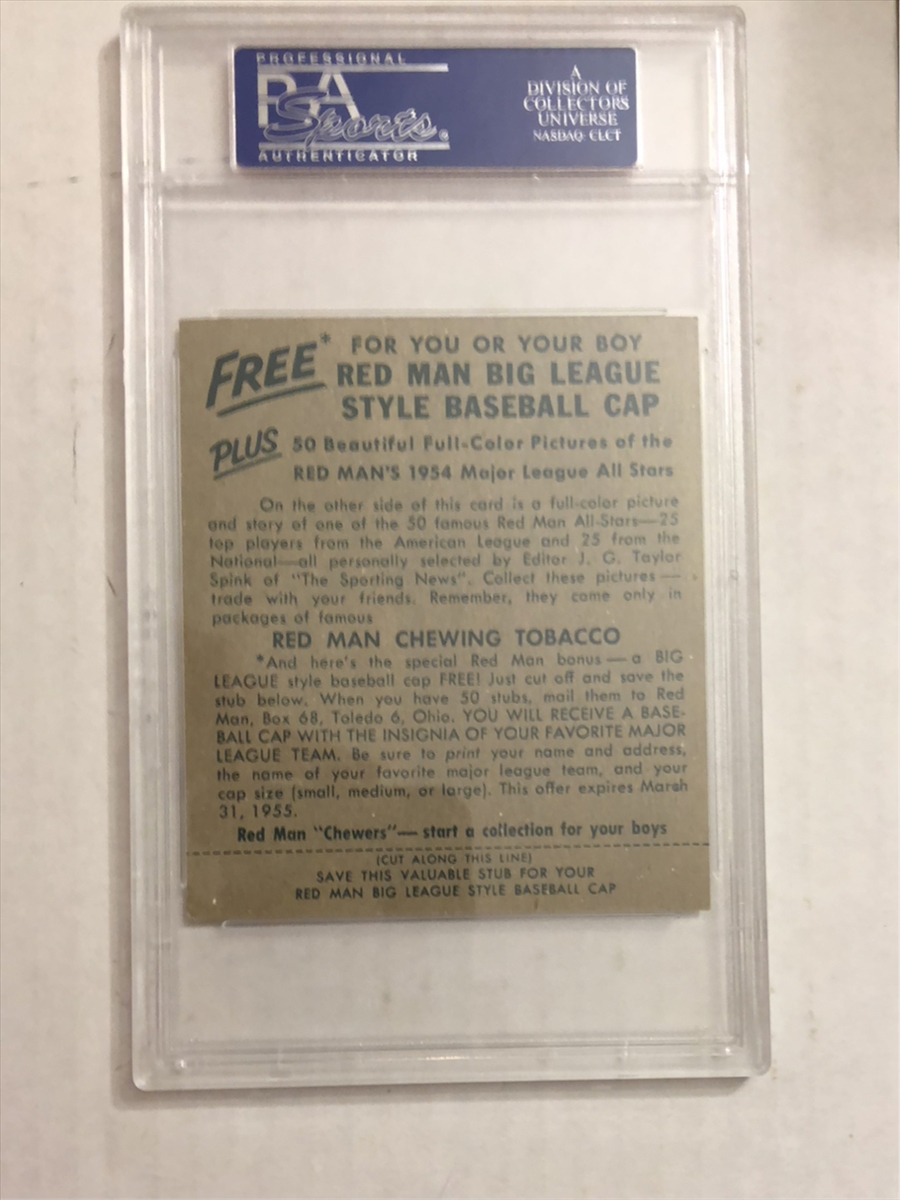 PROFESSIONAL
PSA
Sports
AUTHENTICATOR
A
DIVISION OF
COLLECTORS
UNIVERSE
NASDAQ: CLCT
FREE* FOR YOU OR YOUR BOY
RED MAN BIG LEAGUE
STYLE BASEBALL CAP
PLUS 50 Beautiful Full-Color Pictures of the
RED MAN'S 1954 Major League All Stars
On the other side of this card is a full-color picture
and story of one of the 50 famous Red Man All-Stars—25
top players from the American League and 25 from the
National—all personally selected by Editor J. G. Taylor
Spink of "The Sporting News". Collect these pictures —
trade with your friends. Remember, they come only in
packages of famous
RED MAN CHEWING TOBACCO
*And here's the special Red Man bonus — a BIG
LEAGUE style baseball cap FREE! Just cut off and save the
stub below. When you have 50 stubs, mail them to Red
Man, Box 68, Toledo 6, Ohio. YOU WILL RECEIVE A BASE-
BALL CAP WITH THE INSIGNIA OF YOUR FAVORITE MAJOR
LEAGUE TEAM. Be sure to print your name and address,
the name of your favorite major league team, and your
cap size (small, medium, or large). This offer expires March
31, 1955.
Red Man "Chewers"— start a collection for your boys
(CUT ALONG THIS LINE)
SAVE THIS VALUABLE STUB FOR YOUR
RED MAN BIG LEAGUE STYLE BASEBALL CAP